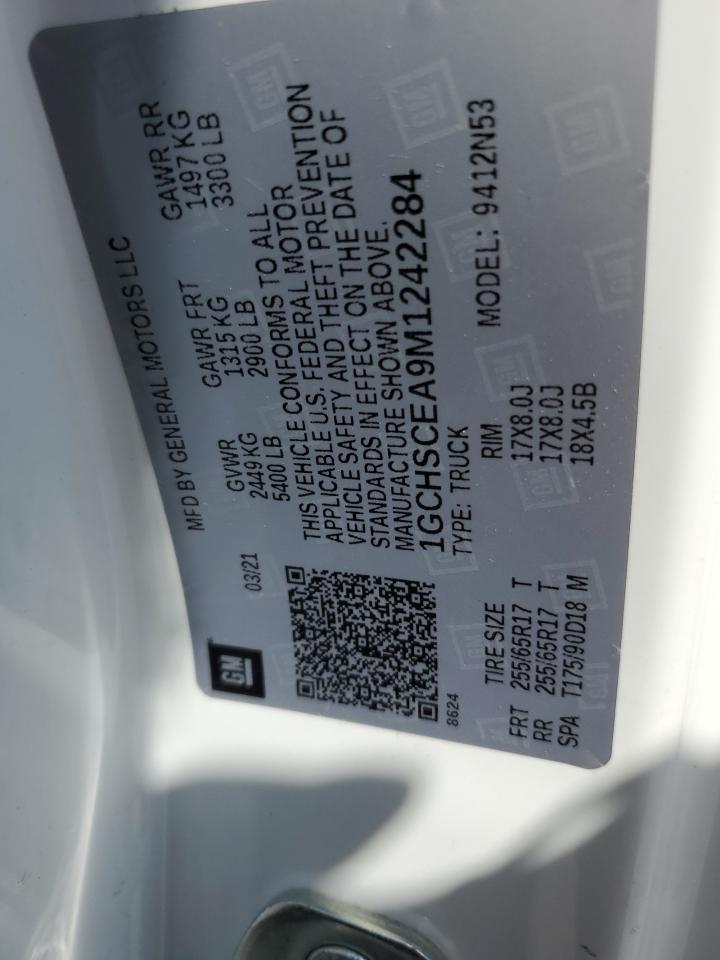 GM
03/21
MFD BY GENERAL MOTORS LLC
GVWR GAWR FRT GAWR RR
2449 KG 1315 KG 1497 KG
5400 LB 2900 LB 3300 LB
THIS VEHICLE CONFORMS TO ALL
APPLICABLE U.S. FEDERAL MOTOR
VEHICLE SAFETY AND THEFT PREVENTION
STANDARDS IN EFFECT ON THE DATE OF
MANUFACTURE SHOWN ABOVE.
1GCHSCEA9M1242284
8624
TYPE: TRUCK MODEL: 9412N53
TIRE SIZE RIM
FRT 255/65R17 T 17X8.0J
RR 255/65R17 T 17X8.0J
SPA T175/90D18 M 18X4.5B